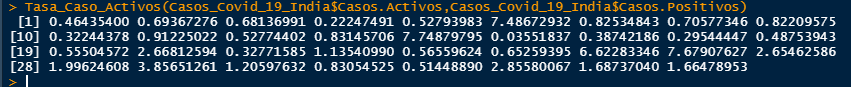 > Tasa_Caso_Activos(Casos_Covid_19_India$Casos.Activos,Casos_Covid_19_India$Casos.Positivos)
[1] 0.46435400 0.69367276 0.68136991 0.22247491 0.52793983 7.48672932 0.82534843 0.70577346 0.82209575
[10] 0.32244378 0.91225022 0.52774402 0.83145706 7.74879795 0.03551837 0.38742186 0.29544447 0.48753943
[19] 0.55504572 2.66812594 0.32771585 1.13540990 0.56559624 0.65259395 6.62283346 7.67907627 2.65462586
[28] 1.99624608 3.85651261 1.20597632 0.83054525 0.51448890 2.85580067 1.68737040 1.66478953
>